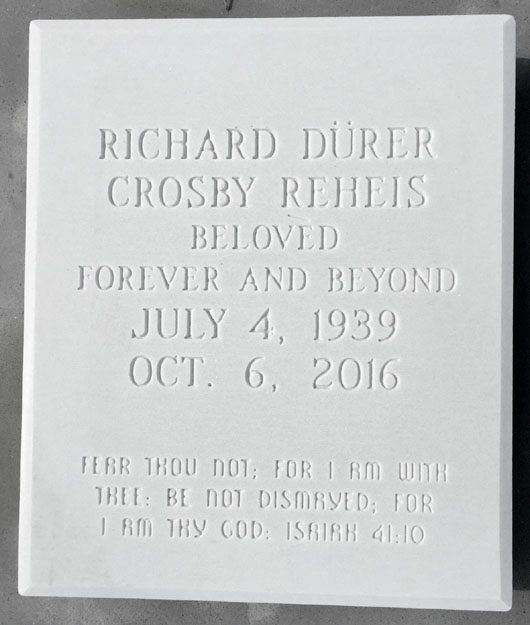 RICHARD DÜRER
CROSBY REHEIS
BELOVED
FOREVER AND BEYOND
JULY 4, 1939
OCT. 6, 2016
FEAR THOU NOT; FOR I AM WITH
THEE: BE NOT DISMAYED; FOR
I AM THY GOD: ISAIAH 41:10